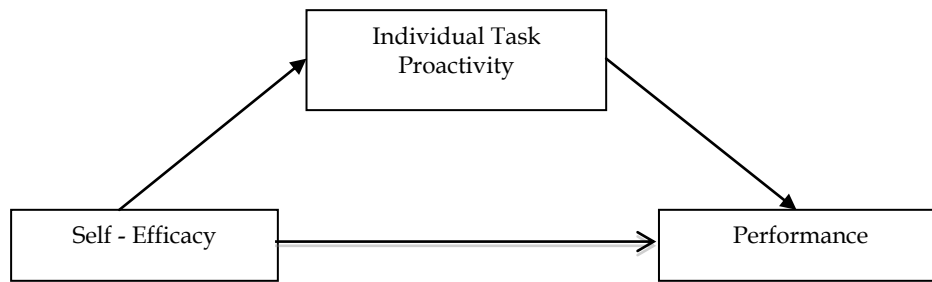 Individual Task
Proactivity
Self - Efficacy
Performance